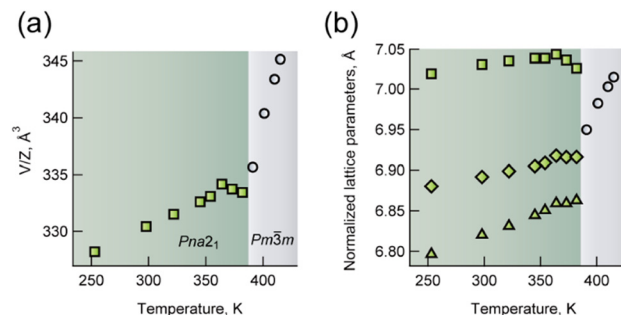 (a)
V/Z, Å³
345
340
335
330
Pna2₁
Pm3̄m
250 300 350 400
Temperature, K
(b)
Normalized lattice parameters, Å
7.05
7.00
6.95
6.90
6.85
6.80
250 300 350 400
Temperature, K